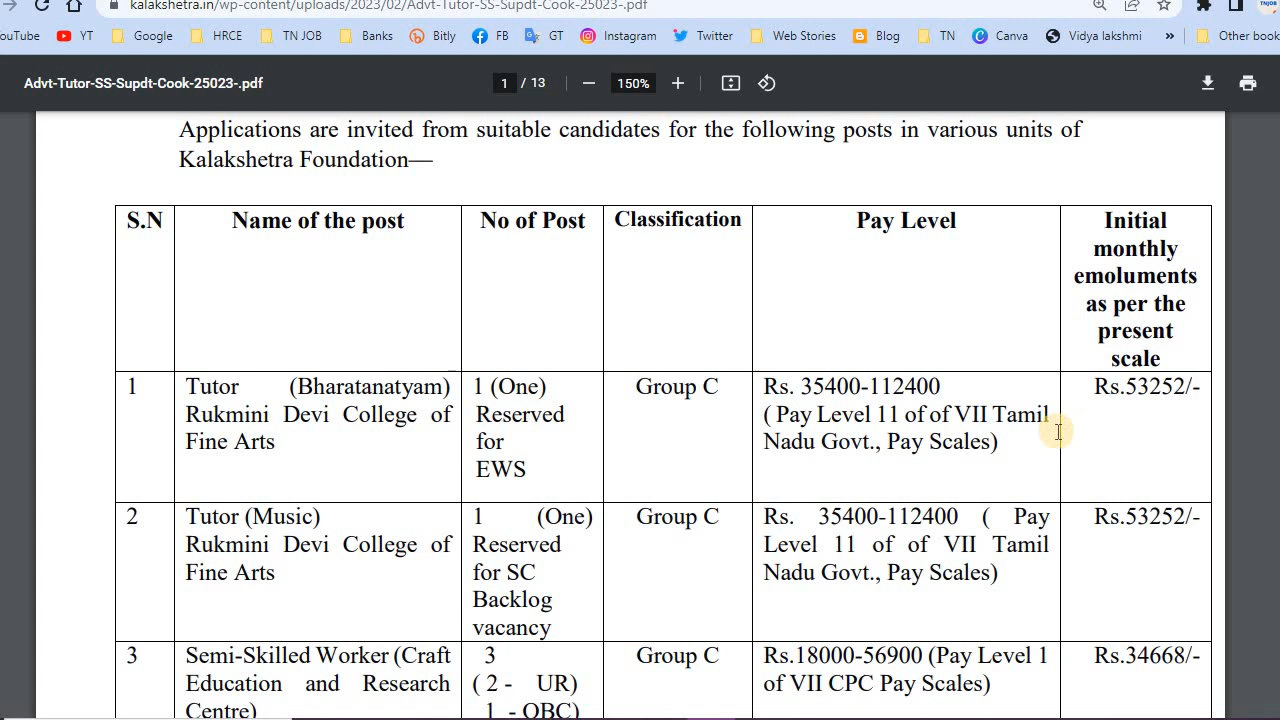 kalakshetra.in/wp-content/uploads/2023/02/Advt-Tutor-SS-Supdt-Cook-25023-.pdf
ouTube YT Google HRCE TN JOB Banks Bitly FB GT Instagram Twitter Web Stories Blog TN Canva Vidya lakshmi » Other book
Advt-Tutor-SS-Supdt-Cook-25023-.pdf 1 / 13 — 150% +
Applications are invited from suitable candidates for the following posts in various units of
Kalakshetra Foundation—
S.N Name of the post No of Post Classification Pay Level Initial
monthly
emoluments
as per the
present
scale
1 Tutor (Bharatanatyam) 1 (One) Group C Rs. 35400-112400 Rs.53252/-
Rukmini Devi College of Reserved ( Pay Level 11 of of VII Tamil
Fine Arts for Nadu Govt., Pay Scales)
EWS
2 Tutor (Music) 1 (One) Group C Rs. 35400-112400 ( Pay Rs.53252/-
Rukmini Devi College of Reserved Level 11 of of VII Tamil
Fine Arts for SC Nadu Govt., Pay Scales)
Backlog
vacancy
3 Semi-Skilled Worker (Craft 3 Group C Rs.18000-56900 (Pay Level 1 Rs.34668/-
Education and Research ( 2 - UR) of VII CPC Pay Scales)
Centre) 1 - OBC)